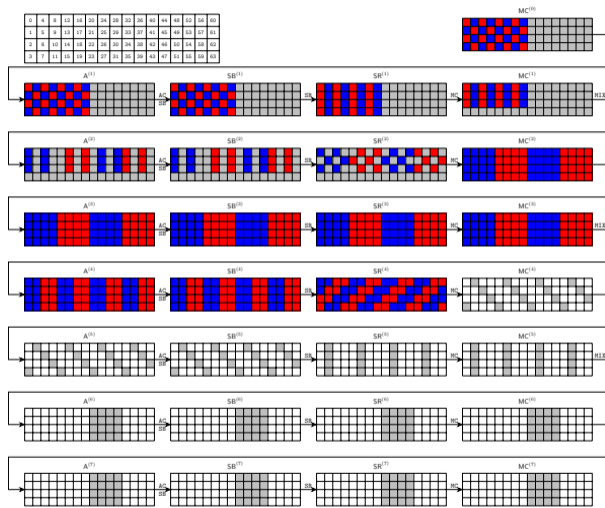 MC⁽⁰⁾
0 4 8 12 16 20 24 28 32 36 40 44 48 52 56 60
1 5 9 13 17 21 25 29 33 37 41 45 49 53 57 61
2 6 10 14 18 22 26 30 34 38 42 46 50 54 58 62
3 7 11 15 19 23 27 31 35 39 43 47 51 55 59 63
A⁽¹⁾ SB⁽¹⁾ SR⁽¹⁾ MC⁽¹⁾
AC SB SR MC MIX
A⁽²⁾ SB⁽²⁾ SR⁽²⁾ MC⁽²⁾
AC SB SR MC
A⁽³⁾ SB⁽³⁾ SR⁽³⁾ MC⁽³⁾
AC SB SR MC MIX
A⁽⁴⁾ SB⁽⁴⁾ SR⁽⁴⁾ MC⁽⁴⁾
AC SB SR MC
A⁽⁵⁾ SB⁽⁵⁾ SR⁽⁵⁾ MC⁽⁵⁾
AC SB SR MC MIX
A⁽⁶⁾ SB⁽⁶⁾ SR⁽⁶⁾ MC⁽⁶⁾
AC SB SR MC
A⁽⁷⁾ SB⁽⁷⁾ SR⁽⁷⁾ MC⁽⁷⁾
AC SB SR MC